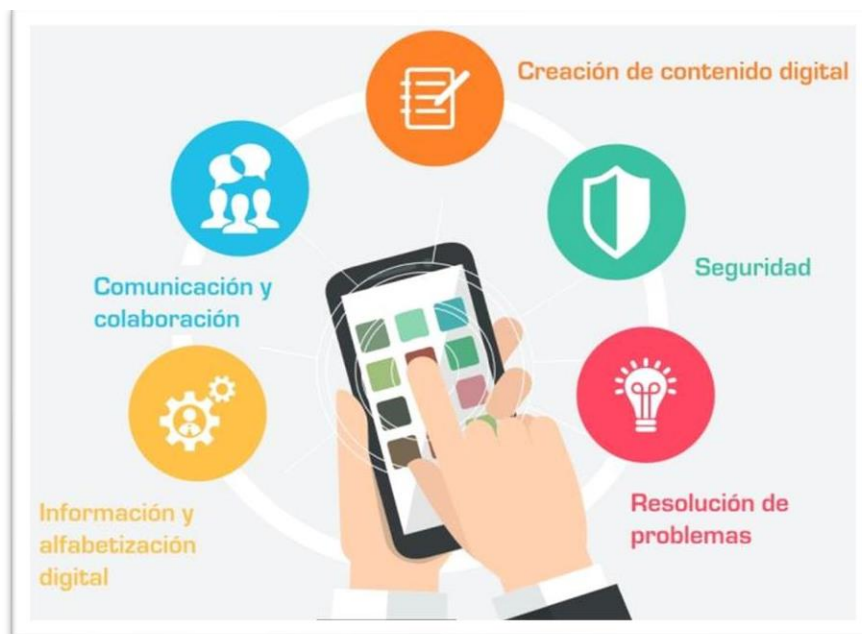 Creación de contenido digital
Comunicación y
colaboración
Seguridad
Información y
alfabetización
digital
Resolución de
problemas